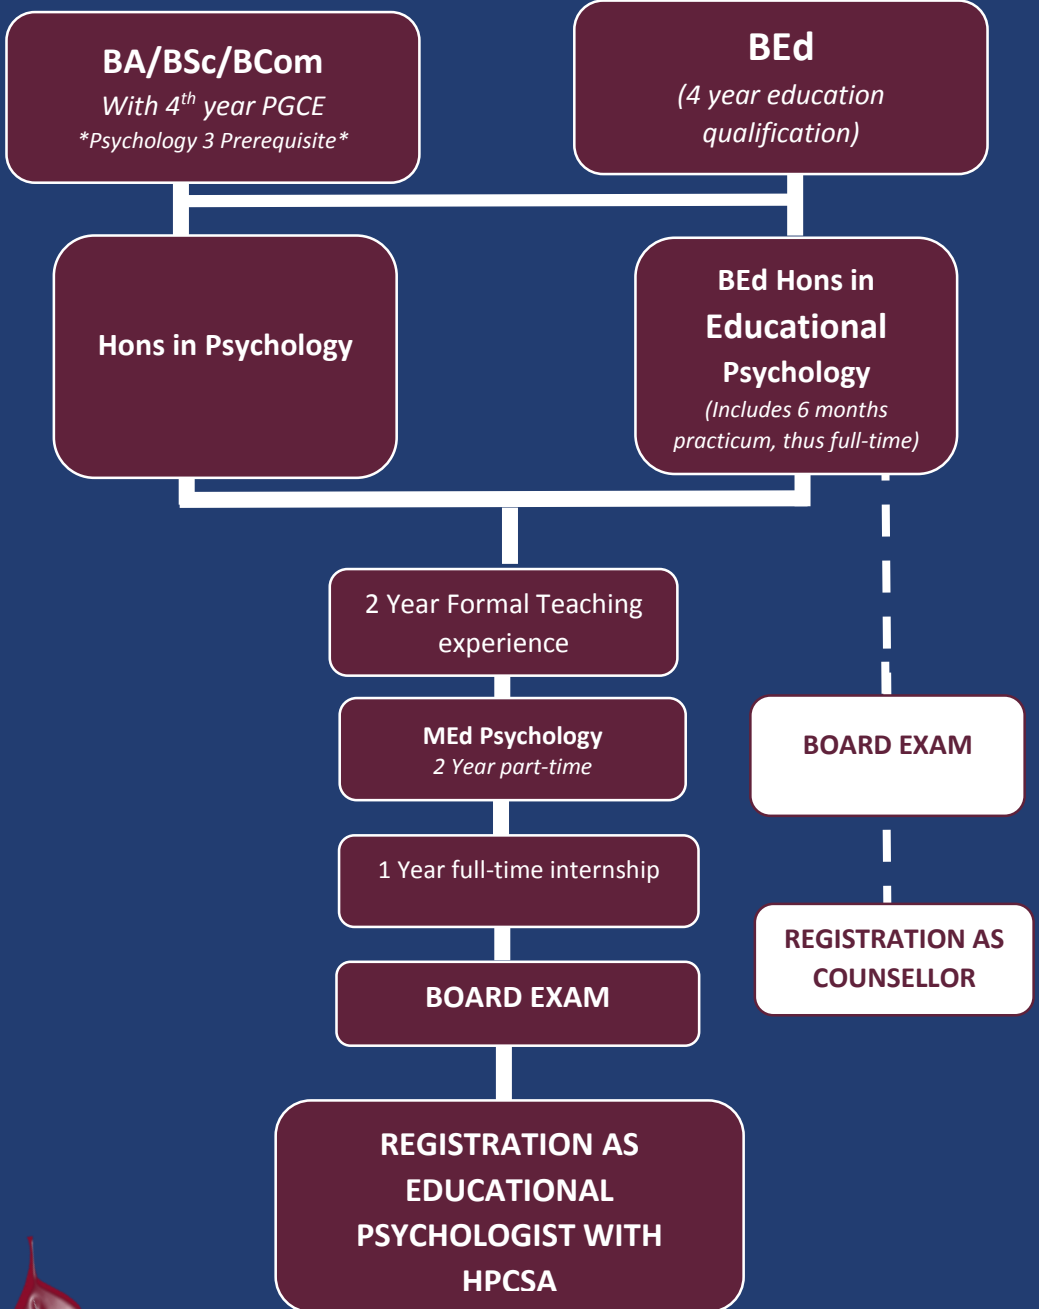 BA/BSc/BCom
With 4th year PGCE
*Psychology 3 Prerequisite*
BEd
(4 year education
qualification)
Hons in Psychology
BEd Hons in
Educational
Psychology
(Includes 6 months
practicum, thus full-time)
2 Year Formal Teaching
experience
MEd Psychology
2 Year part-time
1 Year full-time internship
BOARD EXAM
REGISTRATION AS
EDUCATIONAL
PSYCHOLOGIST WITH
HPCSA
BOARD EXAM
REGISTRATION AS
COUNSELLOR